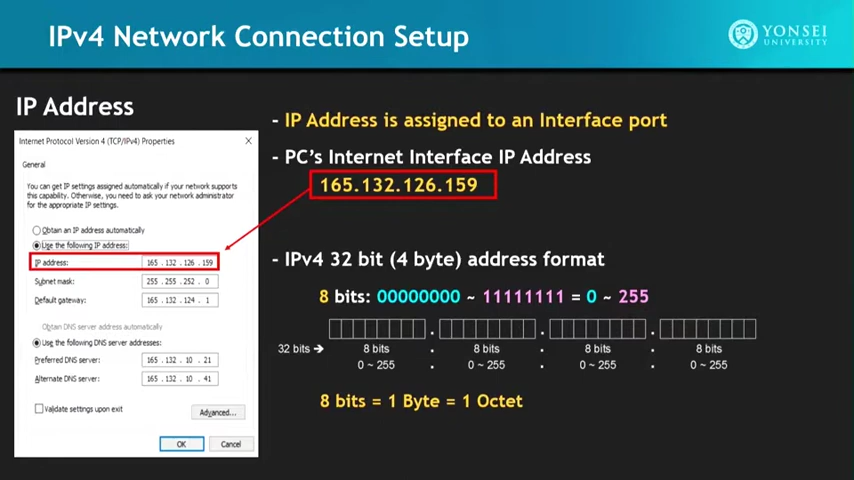 IPv4 Network Connection Setup
YONSEI
UNIVERSITY
IP Address
Internet Protocol Version 4 (TCP/IPv4) Properties
General
You can get IP settings assigned automatically if your network supports
this capability. Otherwise, you need to ask your network administrator
for the appropriate IP settings.
Obtain an IP address automatically
Use the following IP address:
IP address: 165 . 132 . 126 . 159
Subnet mask: 255 . 255 . 252 . 0
Default gateway: 165 . 132 . 124 . 1
Obtain DNS server address automatically
Use the following DNS server addresses:
Preferred DNS server: 165 . 132 . 10 . 21
Alternate DNS server: 165 . 132 . 10 . 41
Validate settings upon exit
Advanced...
OK Cancel
- IP Address is assigned to an Interface port
- PC's Internet Interface IP Address
165.132.126.159
- IPv4 32 bit (4 byte) address format
8 bits: 00000000 ~ 11111111 = 0 ~ 255
. . .
32 bits → 8 bits . 8 bits . 8 bits . 8 bits
0 ~ 255 . 0 ~ 255 . 0 ~ 255 . 0 ~ 255
8 bits = 1 Byte = 1 Octet